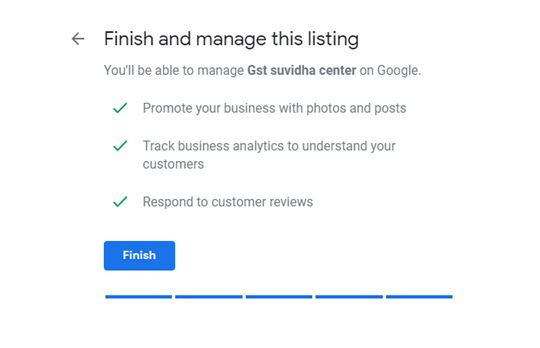 Finish and manage this listing
You'll be able to manage Gst suvidha center on Google.
Promote your business with photos and posts
Track business analytics to understand your
customers
Respond to customer reviews
Finish